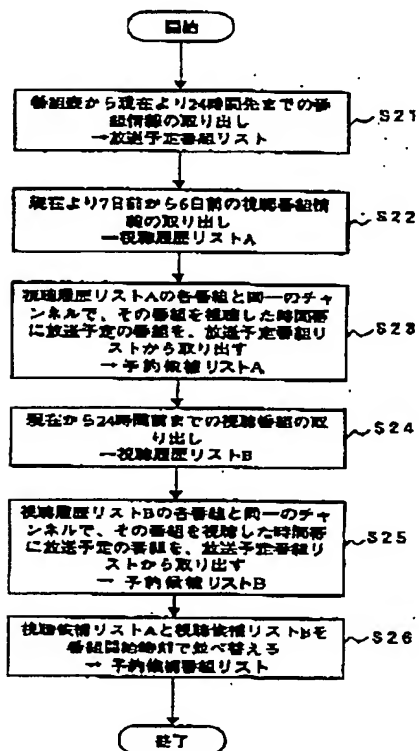 開始
番組表から現在より24時間先までの番
組情報の取り出し
→放送予定番組リスト
S21
現在より7日前から6日前の視聴番組情
報の取り出し
→視聴履歴リストA
S22
視聴履歴リストAの各番組と同一のチャ
ンネルで、その番組を視聴した時間帯
に放送予定の番組を、放送予定番組リ
ストから取り出す
→予約候補リストA
S23
現在から24時間前までの視聴番組の取
り出し
→視聴履歴リストB
S24
視聴履歴リストBの各番組と同一のチャ
ンネルで、その番組を視聴した時間帯
に放送予定の番組を、放送予定番組リ
ストから取り出す
→ 予約候補リストB
S25
視聴候補リストAと視聴候補リストBを
番組開始時刻で並べ替える
→ 予約候補番組リスト
S26
終了